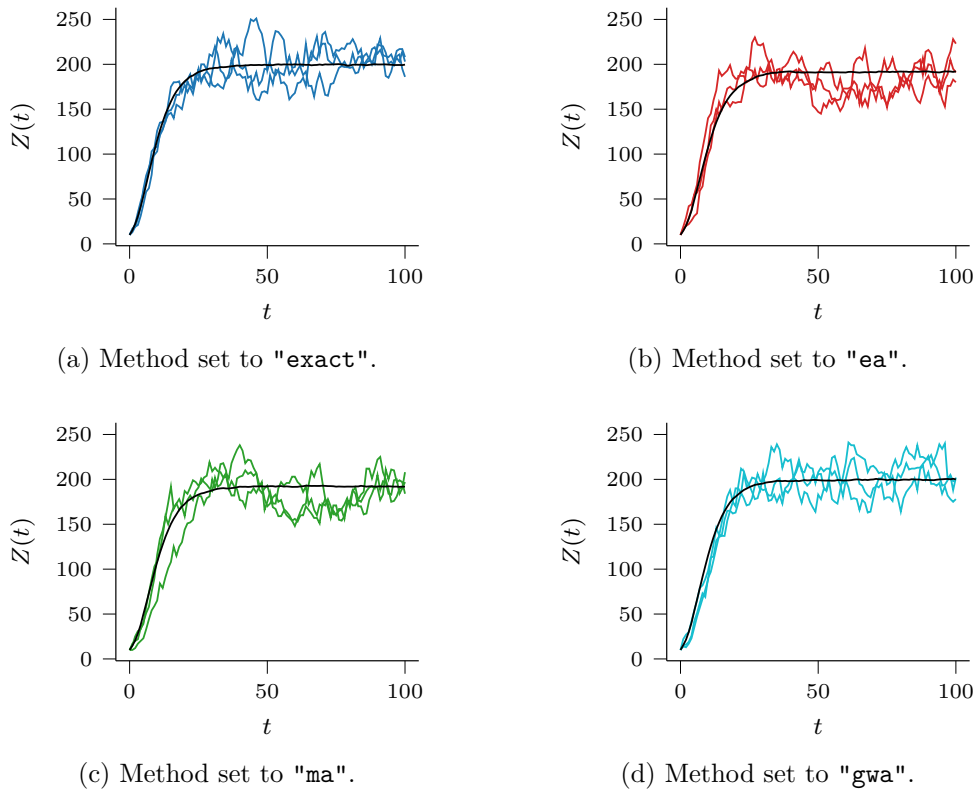 250
200
150
100
50
0
Z(t)
0 50 100
t
(a) Method set to "exact".
250
200
150
100
50
0
Z(t)
0 50 100
t
(b) Method set to "ea".
250
200
150
100
50
0
Z(t)
0 50 100
t
(c) Method set to "ma".
250
200
150
100
50
0
Z(t)
0 50 100
t
(d) Method set to "gwa".